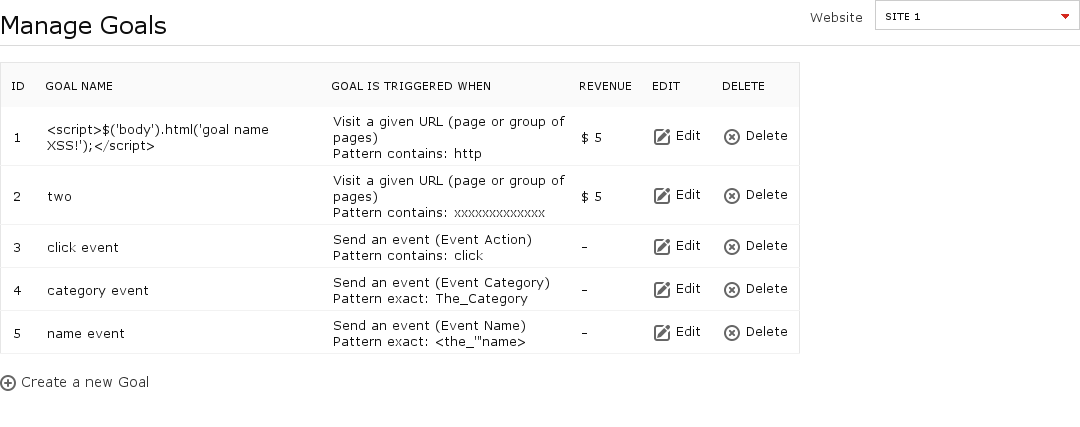 Manage Goals
Website
SITE 1
ID GOAL NAME GOAL IS TRIGGERED WHEN REVENUE EDIT DELETE
1 <script>$('body').html('goal name
XSS!');</script>
Visit a given URL (page or group of
pages)
Pattern contains: http
$ 5 Edit Delete
2 two
Visit a given URL (page or group of
pages)
Pattern contains: xxxxxxxxxxxxx
$ 5 Edit Delete
3 click event
Send an event (Event Action)
Pattern contains: click
- Edit Delete
4 category event
Send an event (Event Category)
Pattern exact: The_Category
- Edit Delete
5 name event
Send an event (Event Name)
Pattern exact: <the_'"name>
- Edit Delete
Create a new Goal